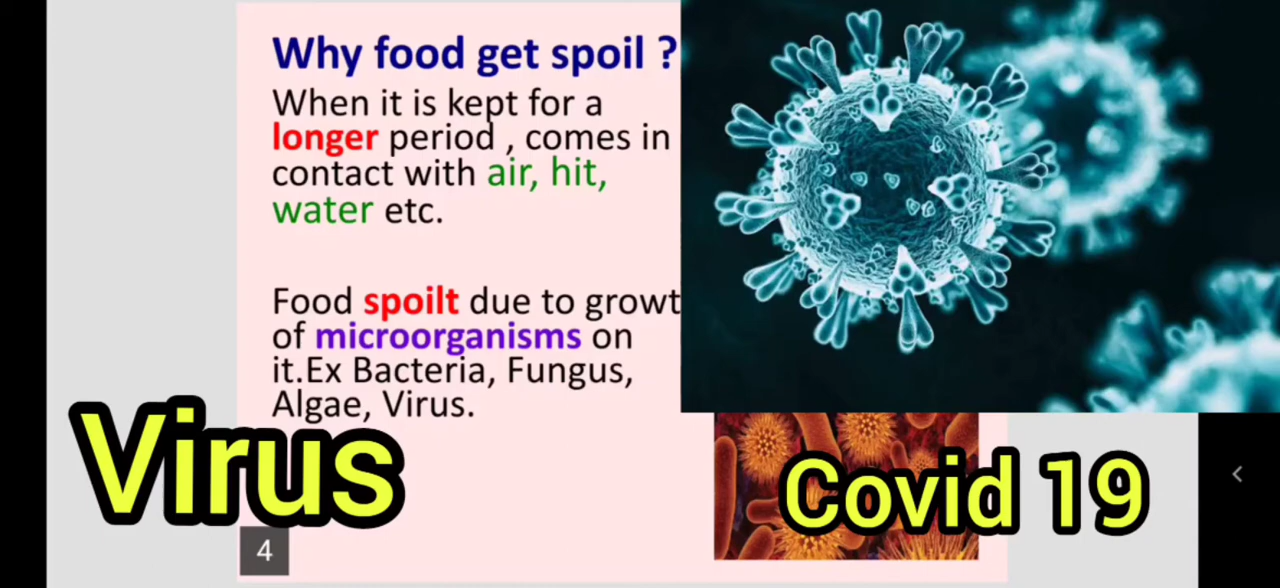 Why food get spoil ?
When it is kept for a
longer period , comes in
contact with air, hit,
water etc.
Food spoilt due to growt
of microorganisms on
it.Ex Bacteria, Fungus,
Algae, Virus.
Virus
Covid 19
4